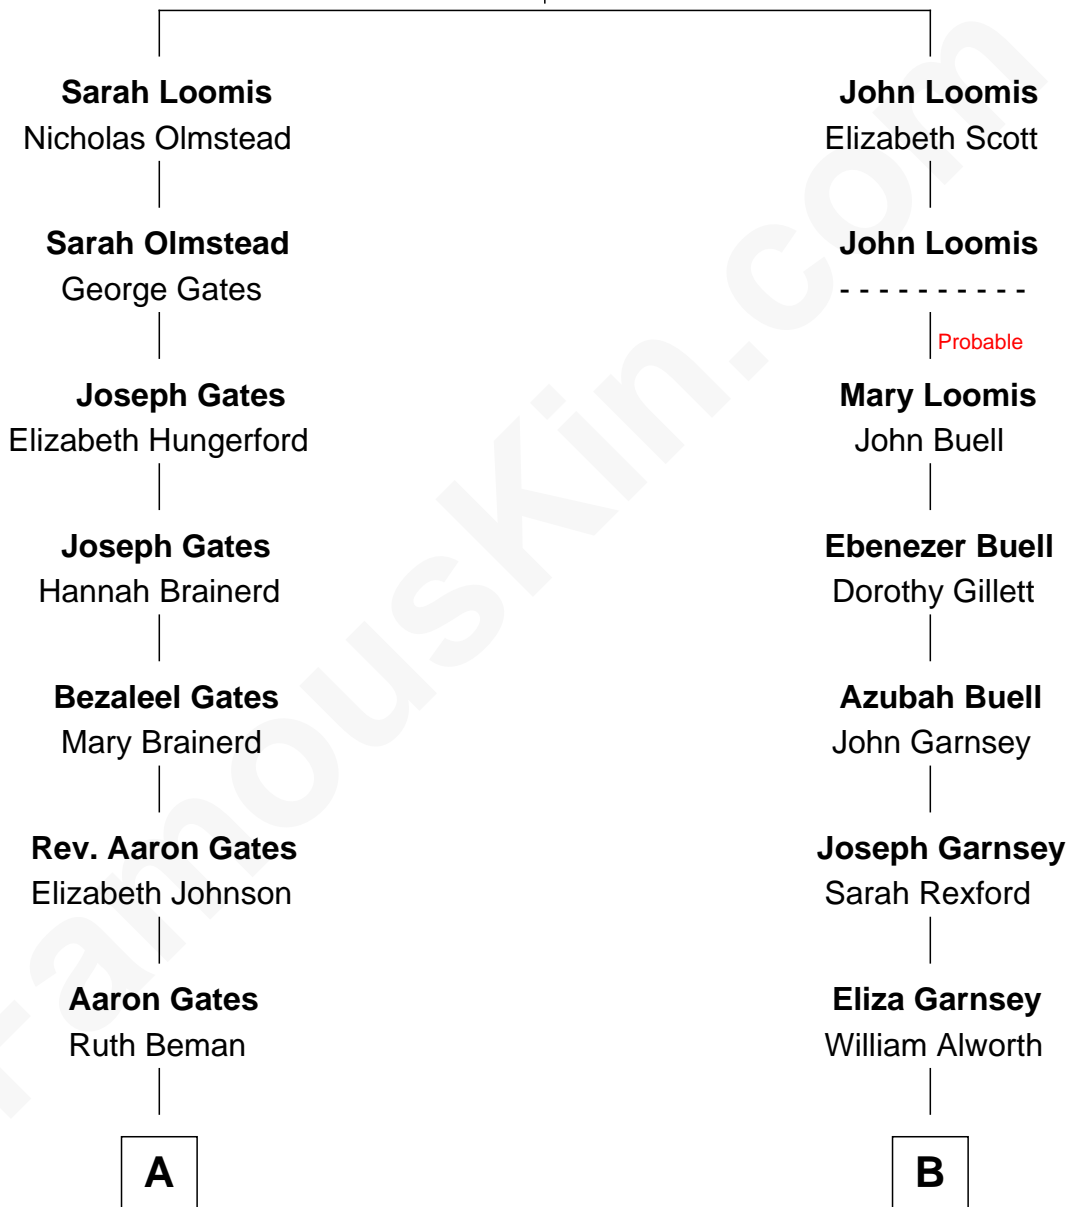 Sarah Loomis
Nicholas Olmstead
Sarah Olmstead
George Gates
Joseph Gates
Elizabeth Hungerford
Joseph Gates
Hannah Brainerd
Bezaleel Gates
Mary Brainerd
Rev. Aaron Gates
Elizabeth Johnson
Aaron Gates
Ruth Beman
A
John Loomis
Elizabeth Scott
John Loomis
- - - - - - - - - -
Probable
Mary Loomis
John Buell
Ebenezer Buell
Dorothy Gillett
Azubah Buell
John Garnsey
Joseph Garnsey
Sarah Rexford
Eliza Garnsey
William Alworth
B
FamousKin.com